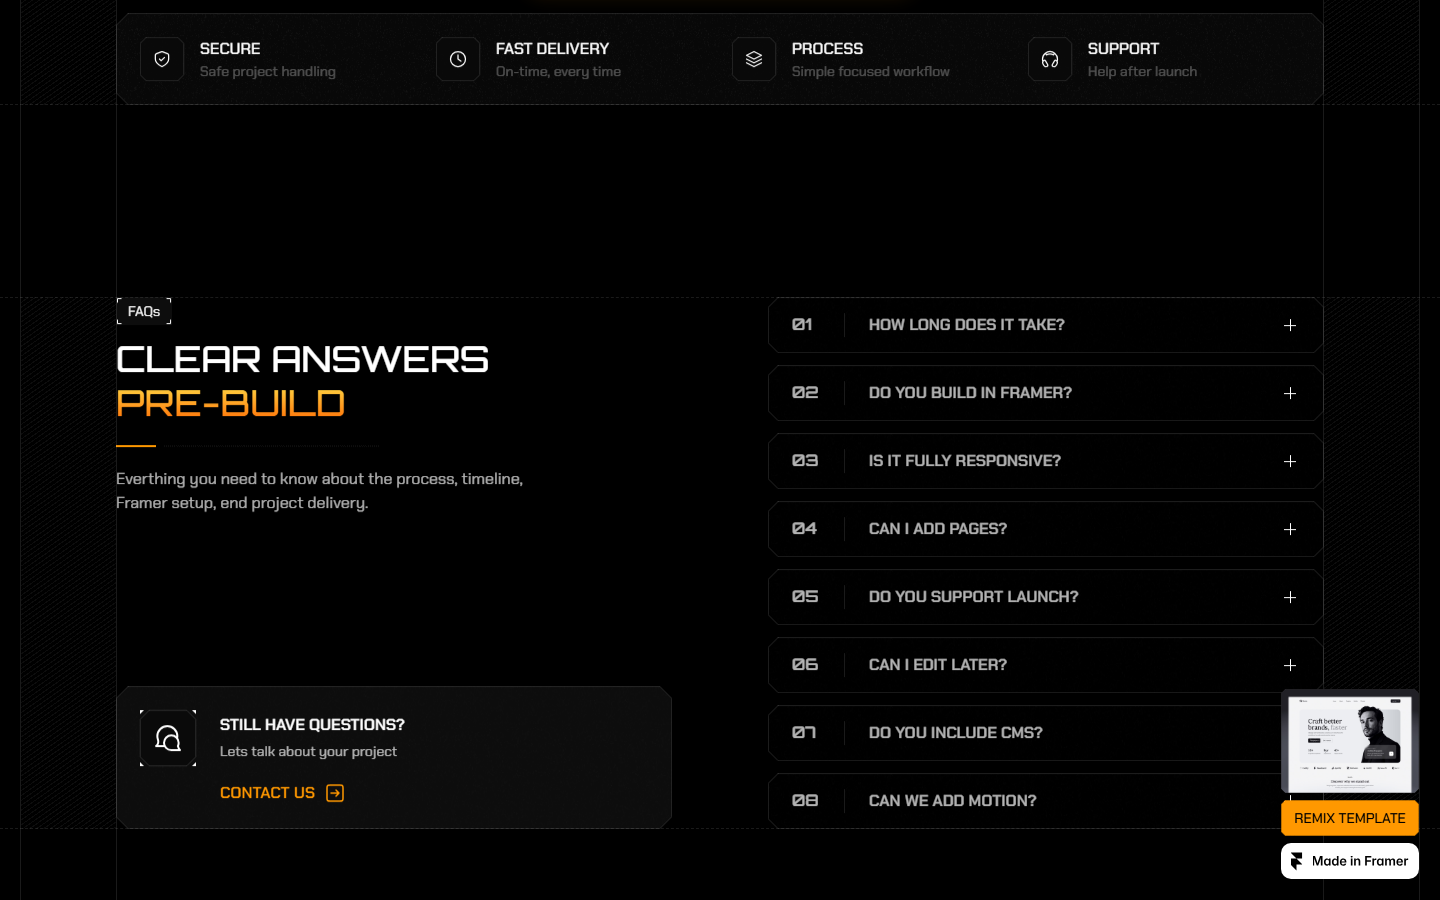 SECURE
Safe project handling
FAST DELIVERY
On-time, every time
PROCESS
Simple focused workflow
SUPPORT
Help after launch
FAQs
CLEAR ANSWERS
PRE-BUILD
Everthing you need to know about the process, timeline,
Framer setup, end project delivery.
STILL HAVE QUESTIONS?
Lets talk about your project
CONTACT US
01 HOW LONG DOES IT TAKE?
02 DO YOU BUILD IN FRAMER?
03 IS IT FULLY RESPONSIVE?
04 CAN I ADD PAGES?
05 DO YOU SUPPORT LAUNCH?
06 CAN I EDIT LATER?
07 DO YOU INCLUDE CMS?
08 CAN WE ADD MOTION?
Craft better
brands, faster
REMIX TEMPLATE
Made in Framer